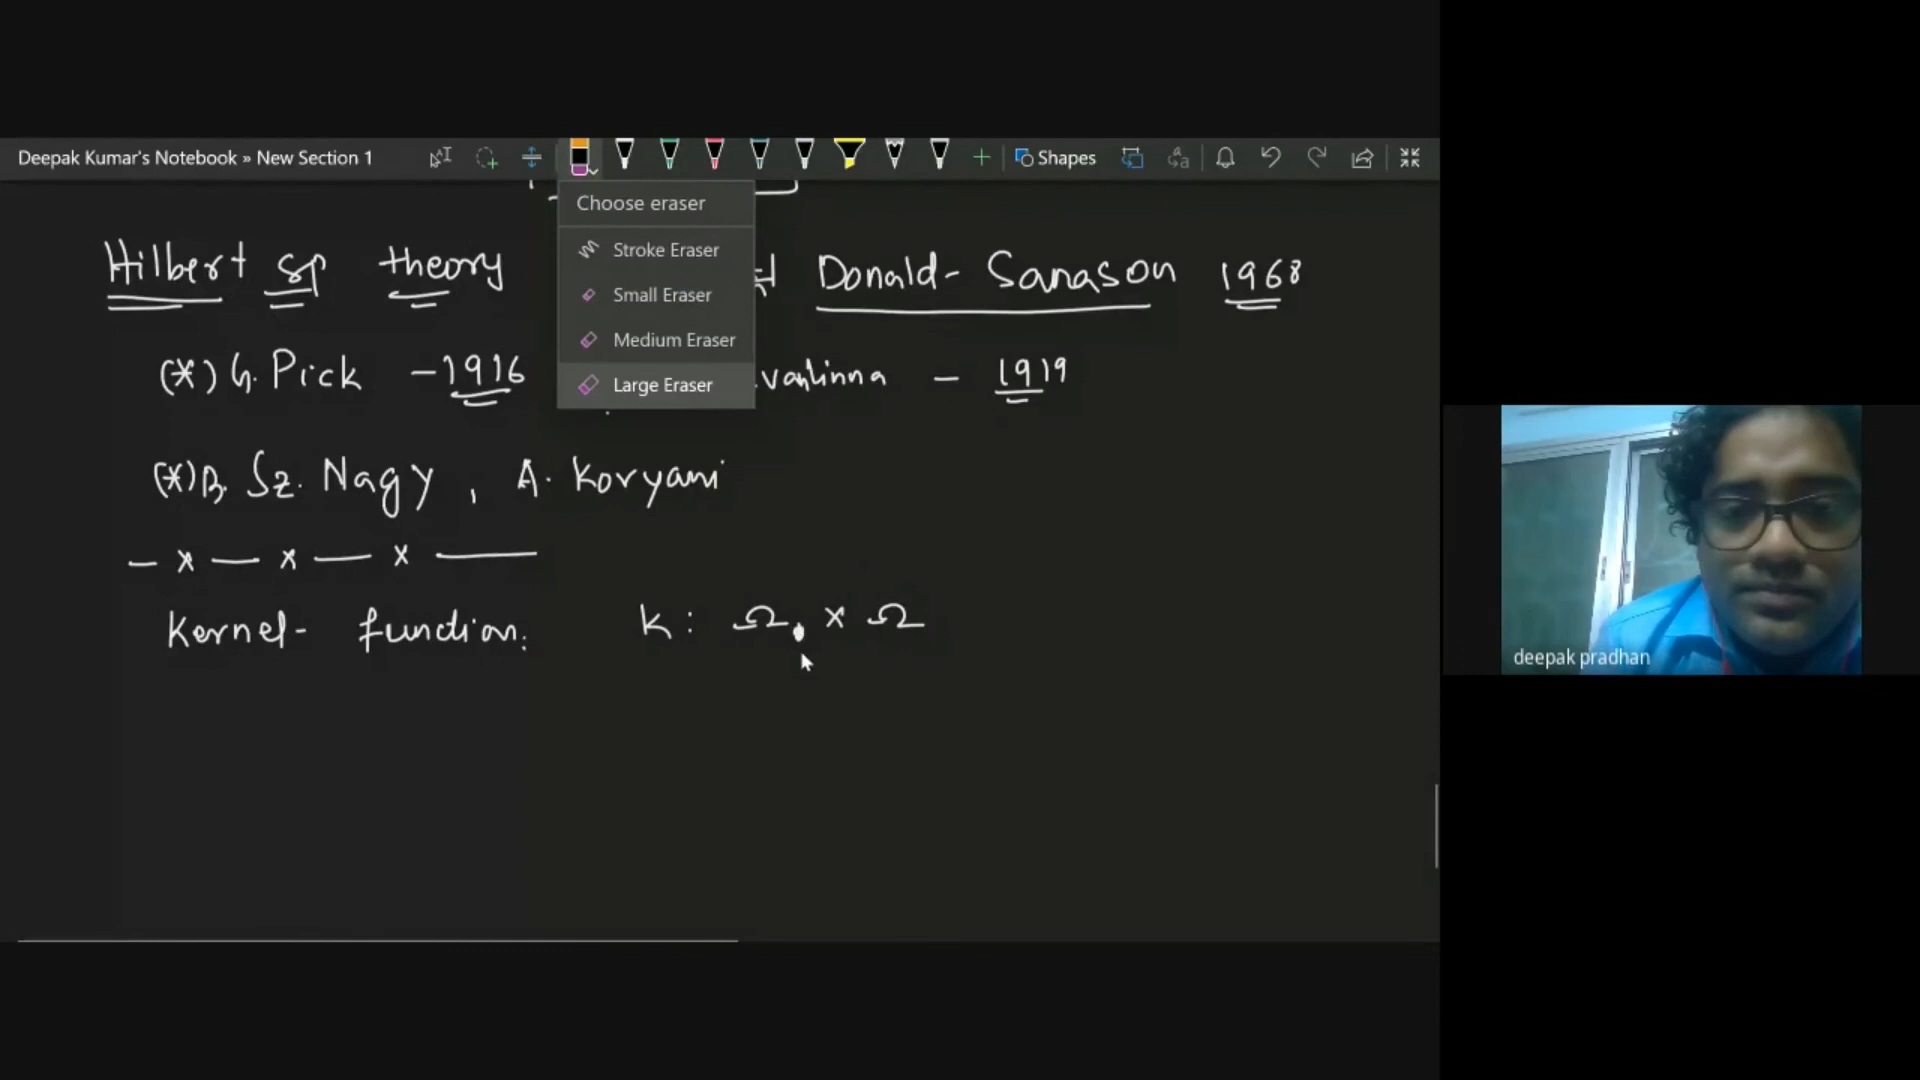 Deepak Kumar's Notebook » New Section 1
Shapes
Choose eraser
Stroke Eraser
Small Eraser
Medium Eraser
Large Eraser
Hilbert sp theory Donald- Sarason 1968
(*) G. Pick - 1916 vanlinna - 1919
(*) B. Sz. Nagy, A. Koryani
- x - x - x -
Kernel- function: k: Ω × Ω
deepak pradhan